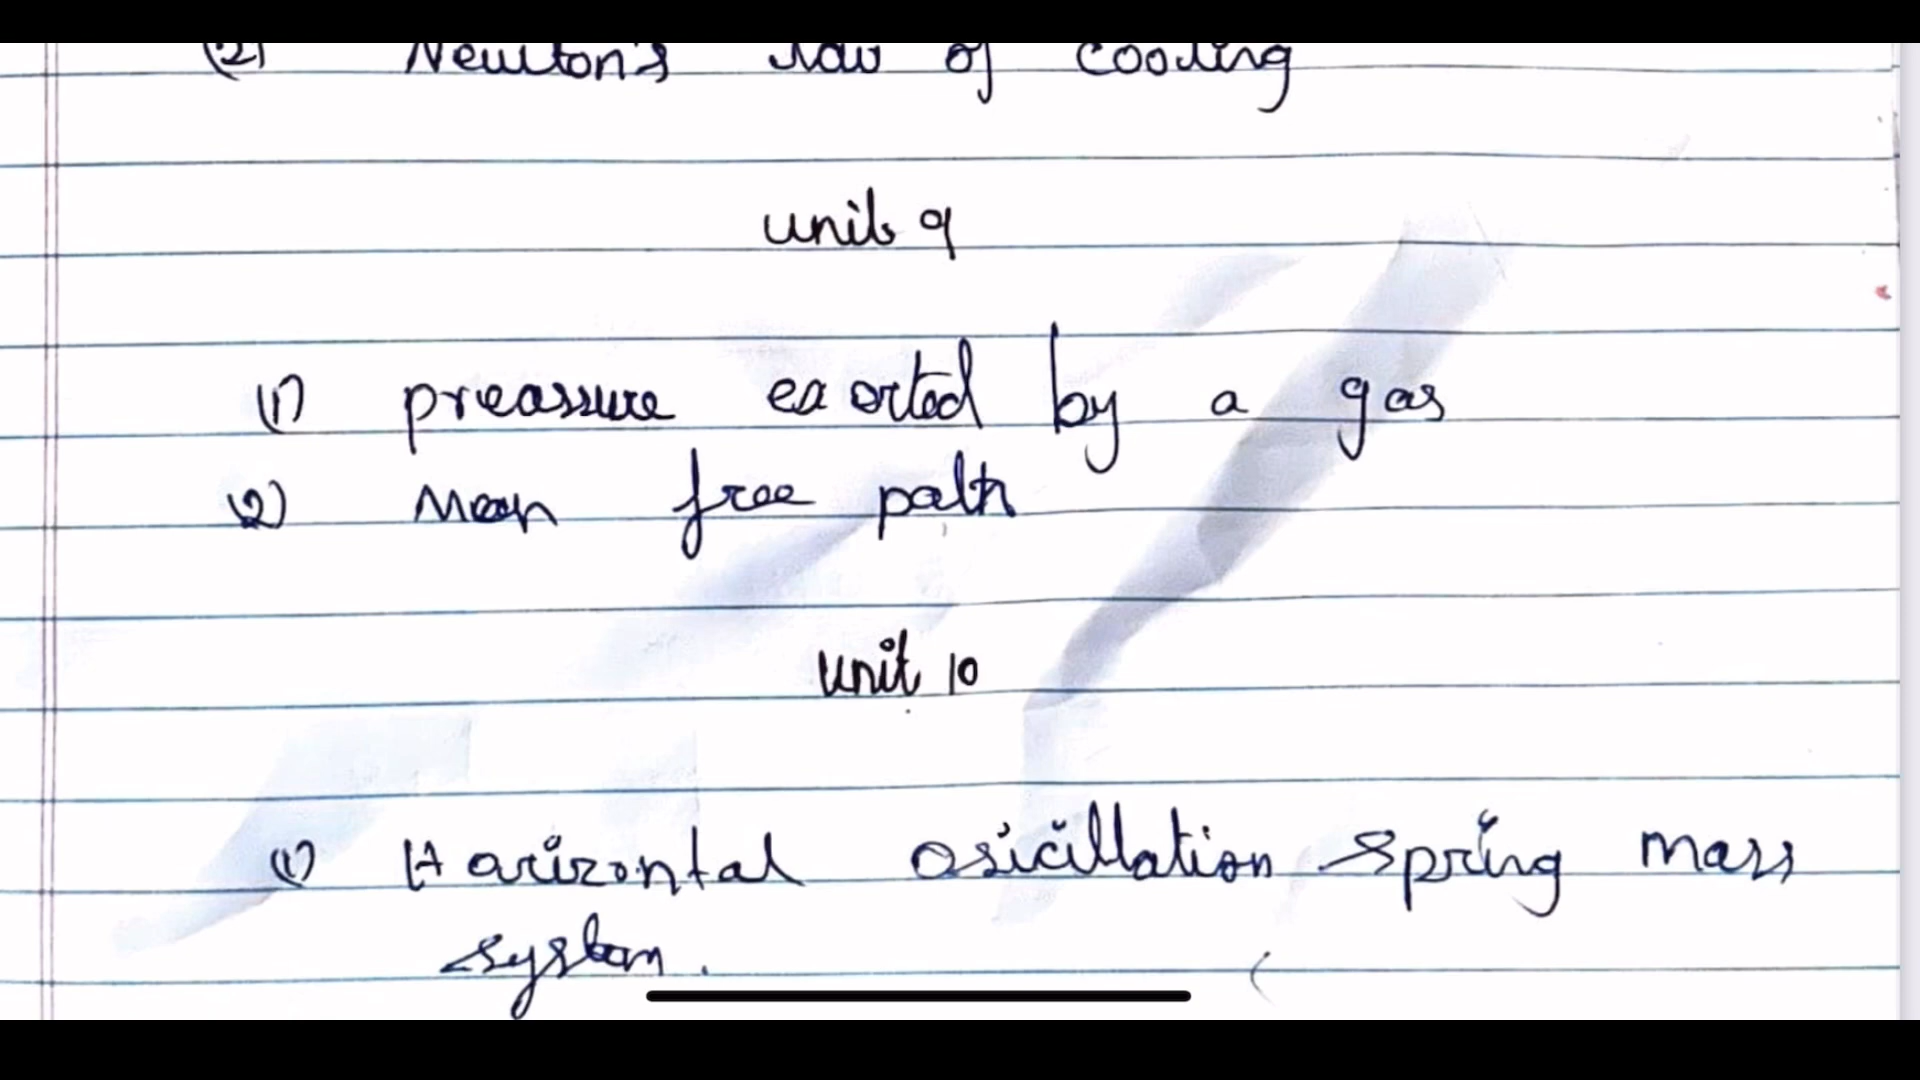 (2) Newton's law of cooling
unit 9
(1) preassure exorted by a gas
(2) Mean free path
unit 10
(1) Harizontal osicillation spring mass
system.